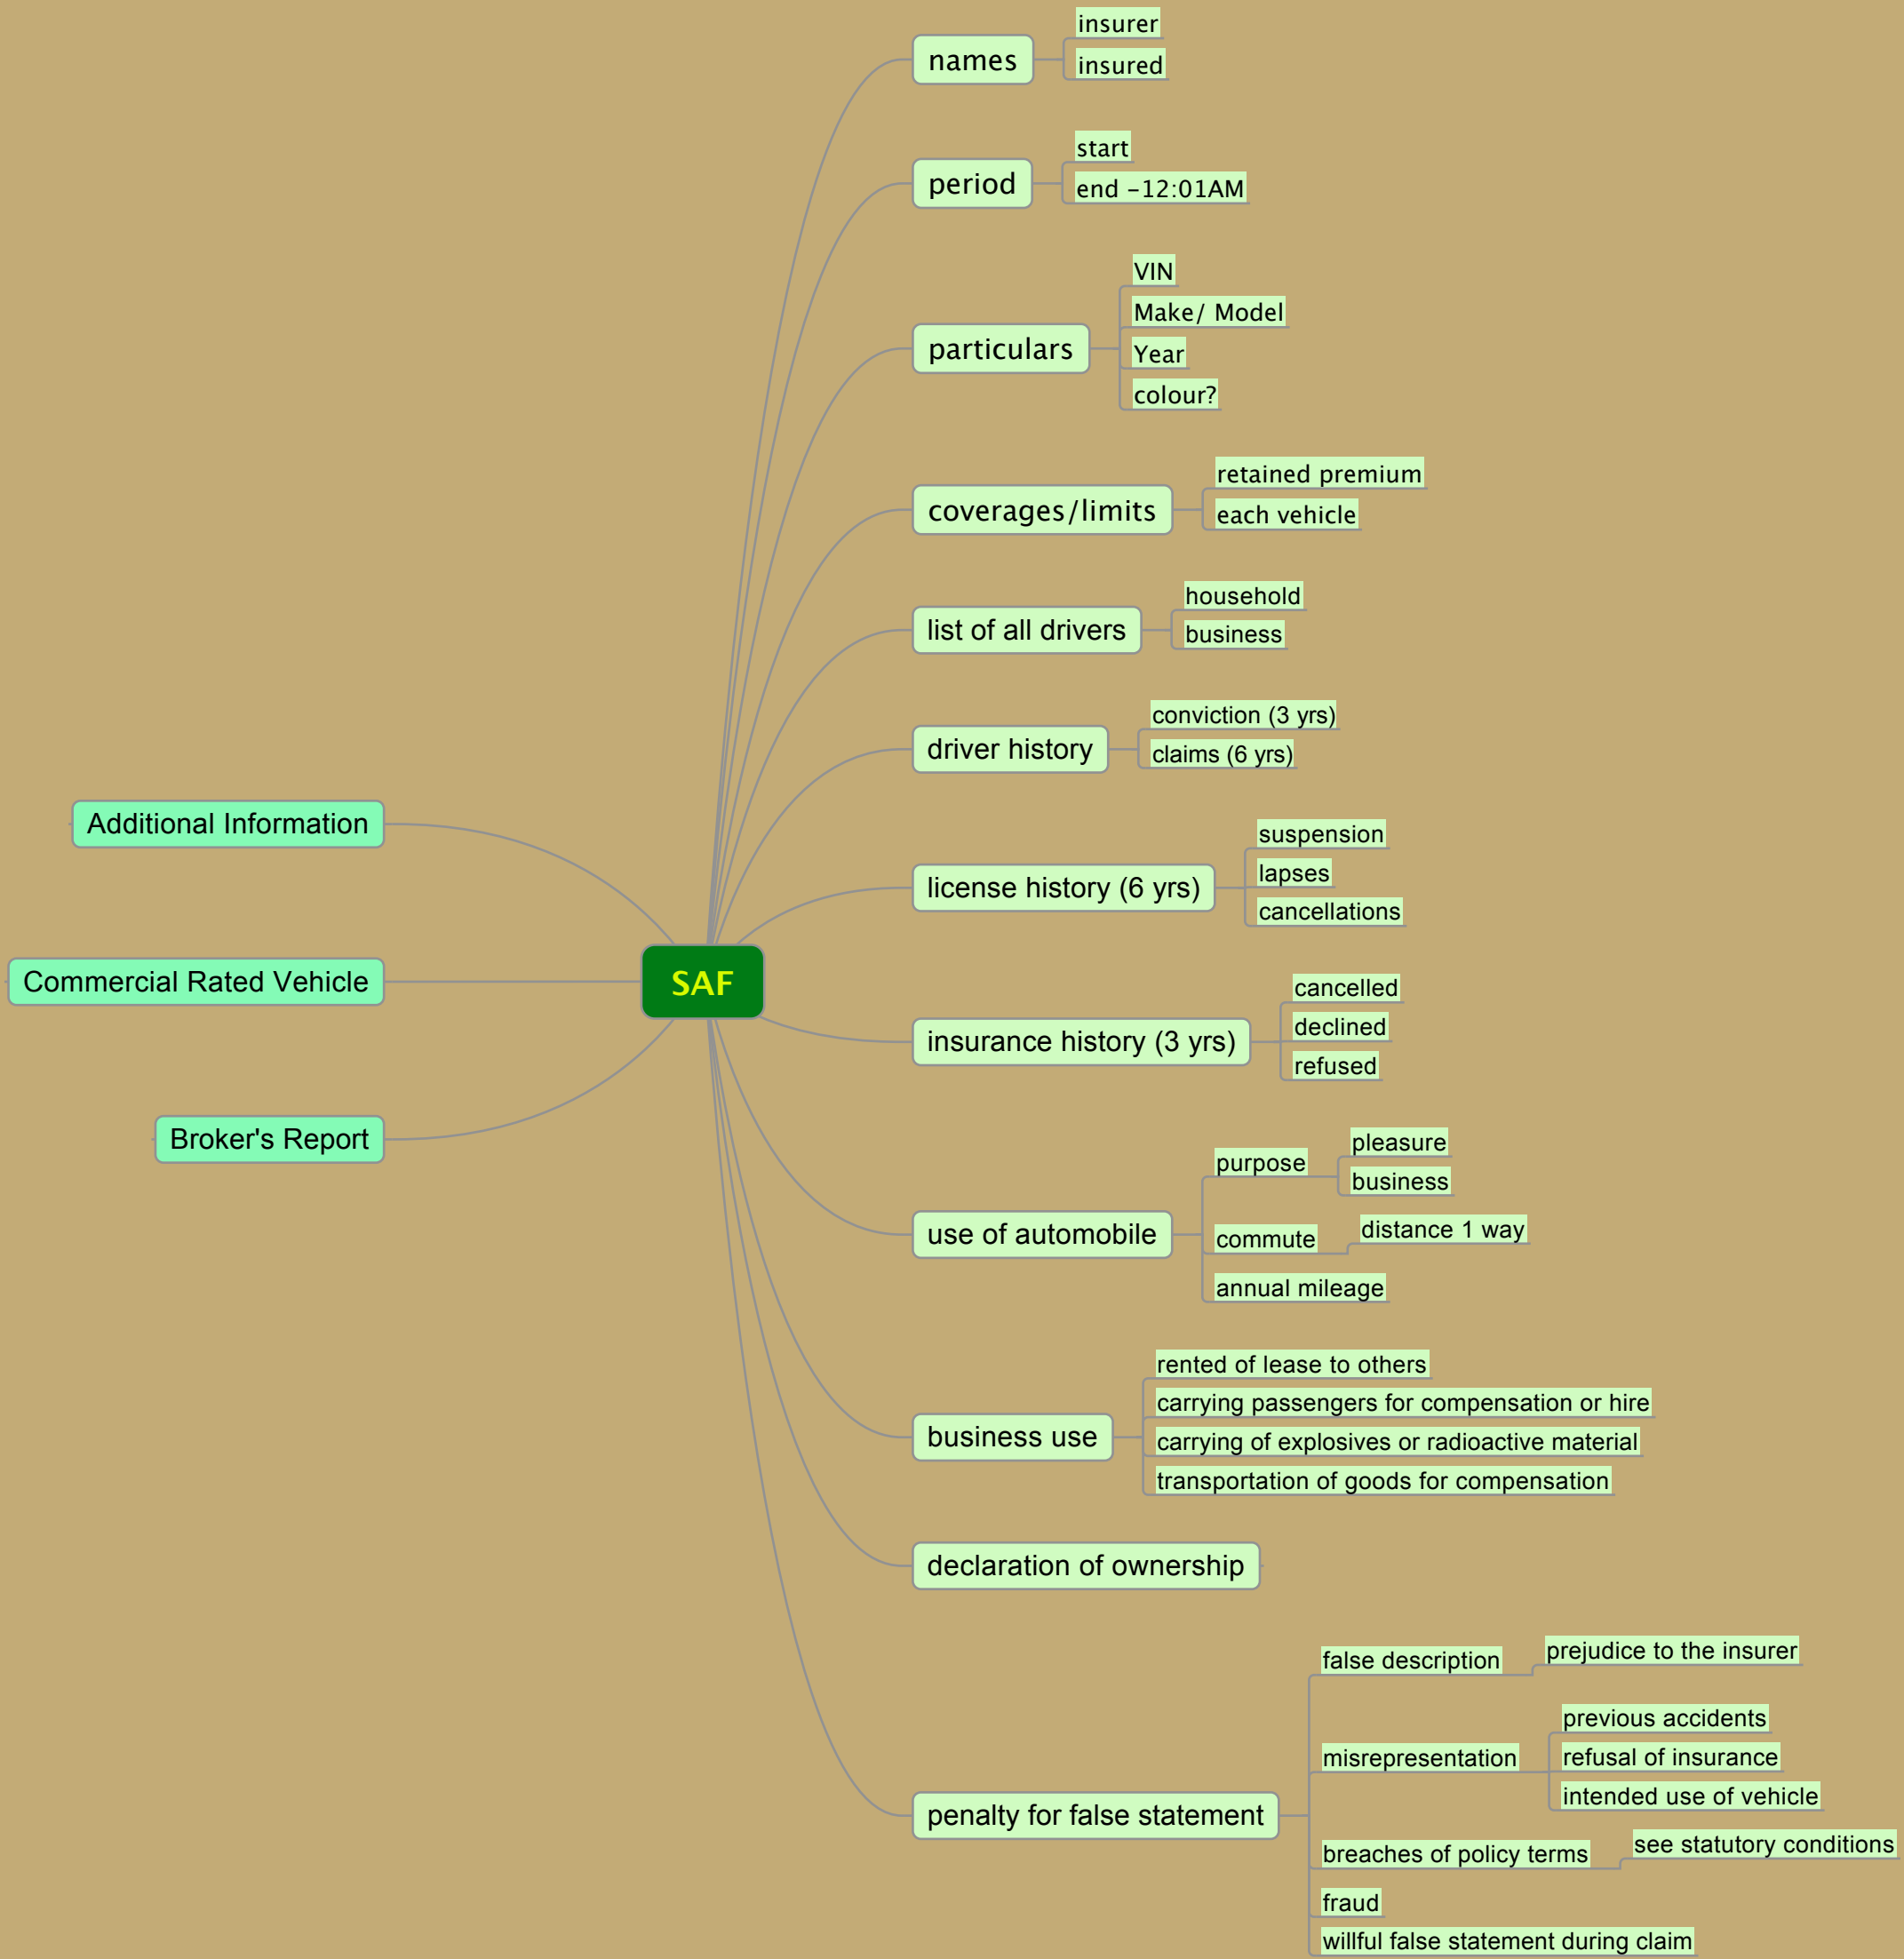 SAF
names
insurer
insured
period
start
end -12:01AM
particulars
VIN
Make/ Model
Year
colour?
coverages/limits
retained premium
each vehicle
list of all drivers
household
business
driver history
conviction (3 yrs)
claims (6 yrs)
license history (6 yrs)
suspension
lapses
cancellations
insurance history (3 yrs)
cancelled
declined
refused
use of automobile
purpose
pleasure
business
commute
distance 1 way
annual mileage
business use
rented of lease to others
carrying passengers for compensation or hire
carrying of explosives or radioactive material
transportation of goods for compensation
declaration of ownership
penalty for false statement
false description
prejudice to the insurer
misrepresentation
previous accidents
refusal of insurance
intended use of vehicle
breaches of policy terms
see statutory conditions
fraud
willful false statement during claim
Additional Information
Commercial Rated Vehicle
Broker's Report